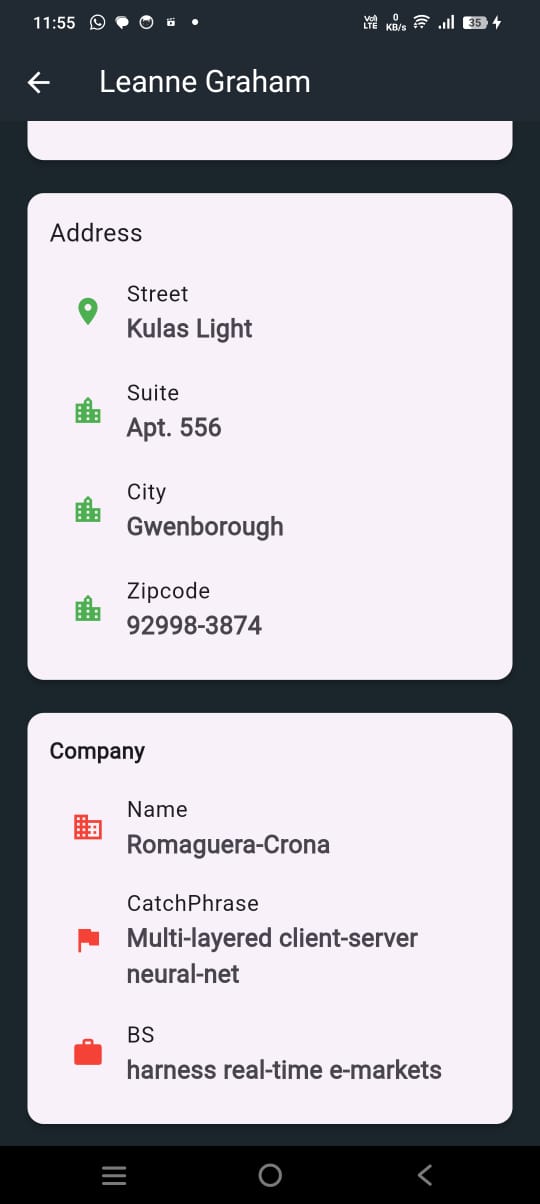 11:55 Vo) LTE 0 KB/s 35
Leanne Graham
Address
Street
Kulas Light
Suite
Apt. 556
City
Gwenborough
Zipcode
92998-3874
Company
Name
Romaguera-Crona
CatchPhrase
Multi-layered client-server
neural-net
BS
harness real-time e-markets